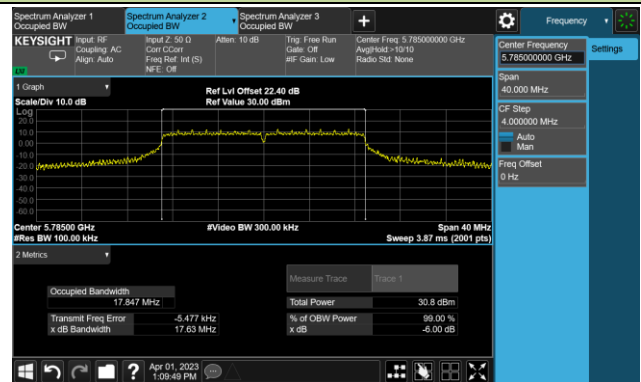 Spectrum Analyzer 1
Occupied BW
Spectrum Analyzer 2
Occupied BW
Spectrum Analyzer 3
Occupied BW
Frequency
KEYSIGHT
Input: RF
Coupling: AC
Align: Auto
Input Z: 50 Ω
Corr CCorr
Freq Ref: Int (S)
NFE: Off
Atten: 10 dB
Trig: Free Run
Gate: Off
#IF Gain: Low
Center Freq: 5.785000000 GHz
Avg|Hold:>10/10
Radio Std: None
LXI
Center Frequency
5.785000000 GHz
Settings
Span
40.000 MHz
CF Step
4.000000 MHz
Auto
Man
Freq Offset
0 Hz
1 Graph
Scale/Div 10.0 dB
Ref Lvl Offset 22.40 dB
Ref Value 30.00 dBm
Log
20.0
10.0
0.00
-10.0
-20.0
-30.0
-40.0
-50.0
-60.0
Center 5.78500 GHz
#Res BW 100.00 kHz
#Video BW 300.00 kHz
Span 40 MHz
Sweep 3.87 ms (2001 pts)
2 Metrics
Measure Trace
Trace 1
Occupied Bandwidth
17.847 MHz
Total Power
30.8 dBm
Transmit Freq Error
-5.477 kHz
% of OBW Power
99.00 %
x dB Bandwidth
17.63 MHz
x dB
-6.00 dB
Apr 01, 2023
1:09:49 PM